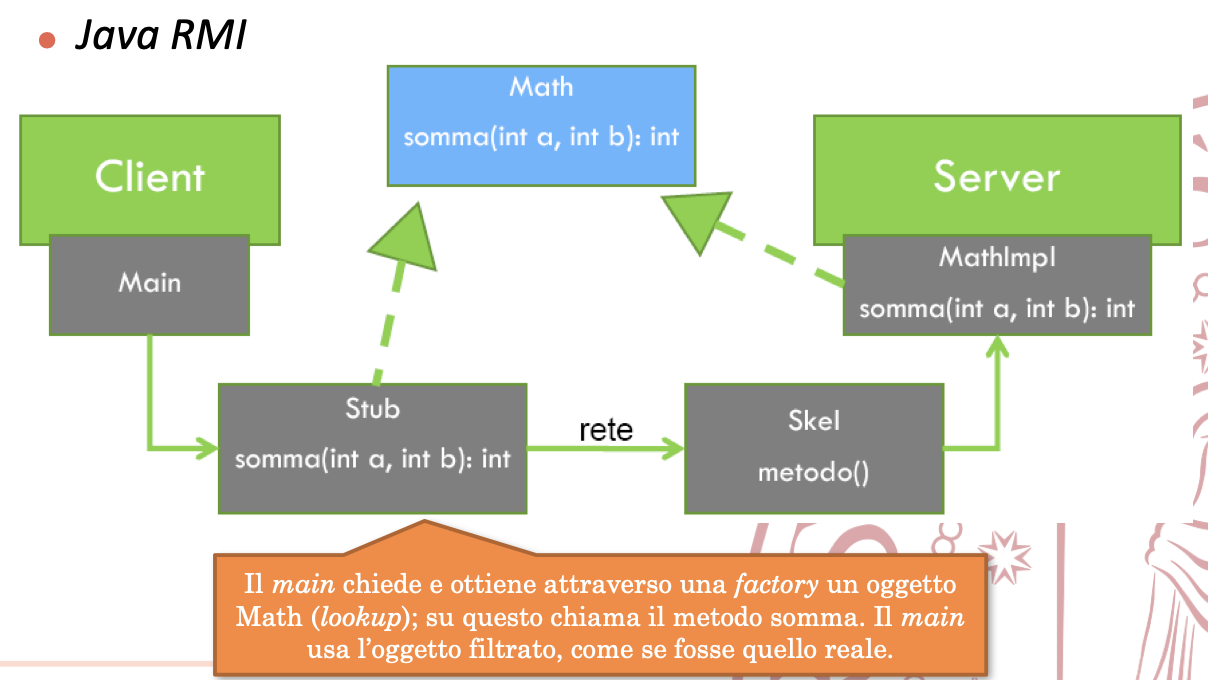 • Java RMI
Math
somma(int a, int b): int
Client
Server
Main
MathImpl
somma(int a, int b): int
Stub
somma(int a, int b): int
rete
Skel
metodo()
Il main chiede e ottiene attraverso una factory un oggetto
Math (lookup); su questo chiama il metodo somma. Il main
usa l’oggetto filtrato, come se fosse quello reale.